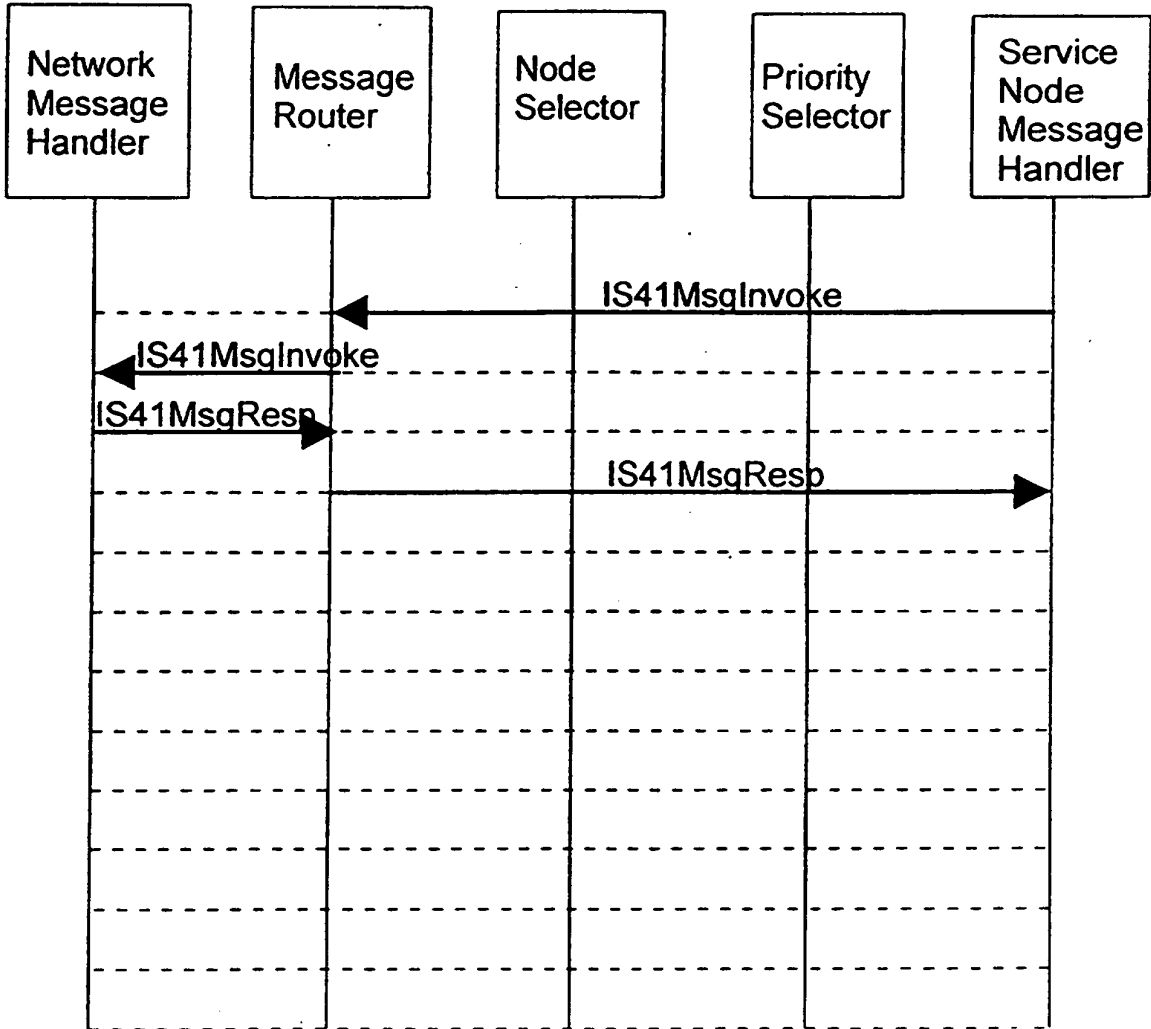 Network
Message
Handler
Message
Router
Node
Selector
Priority
Selector
Service
Node
Message
Handler
IS41MsgInvoke
IS41MsgInvoke
IS41MsgResp
IS41MsgResp